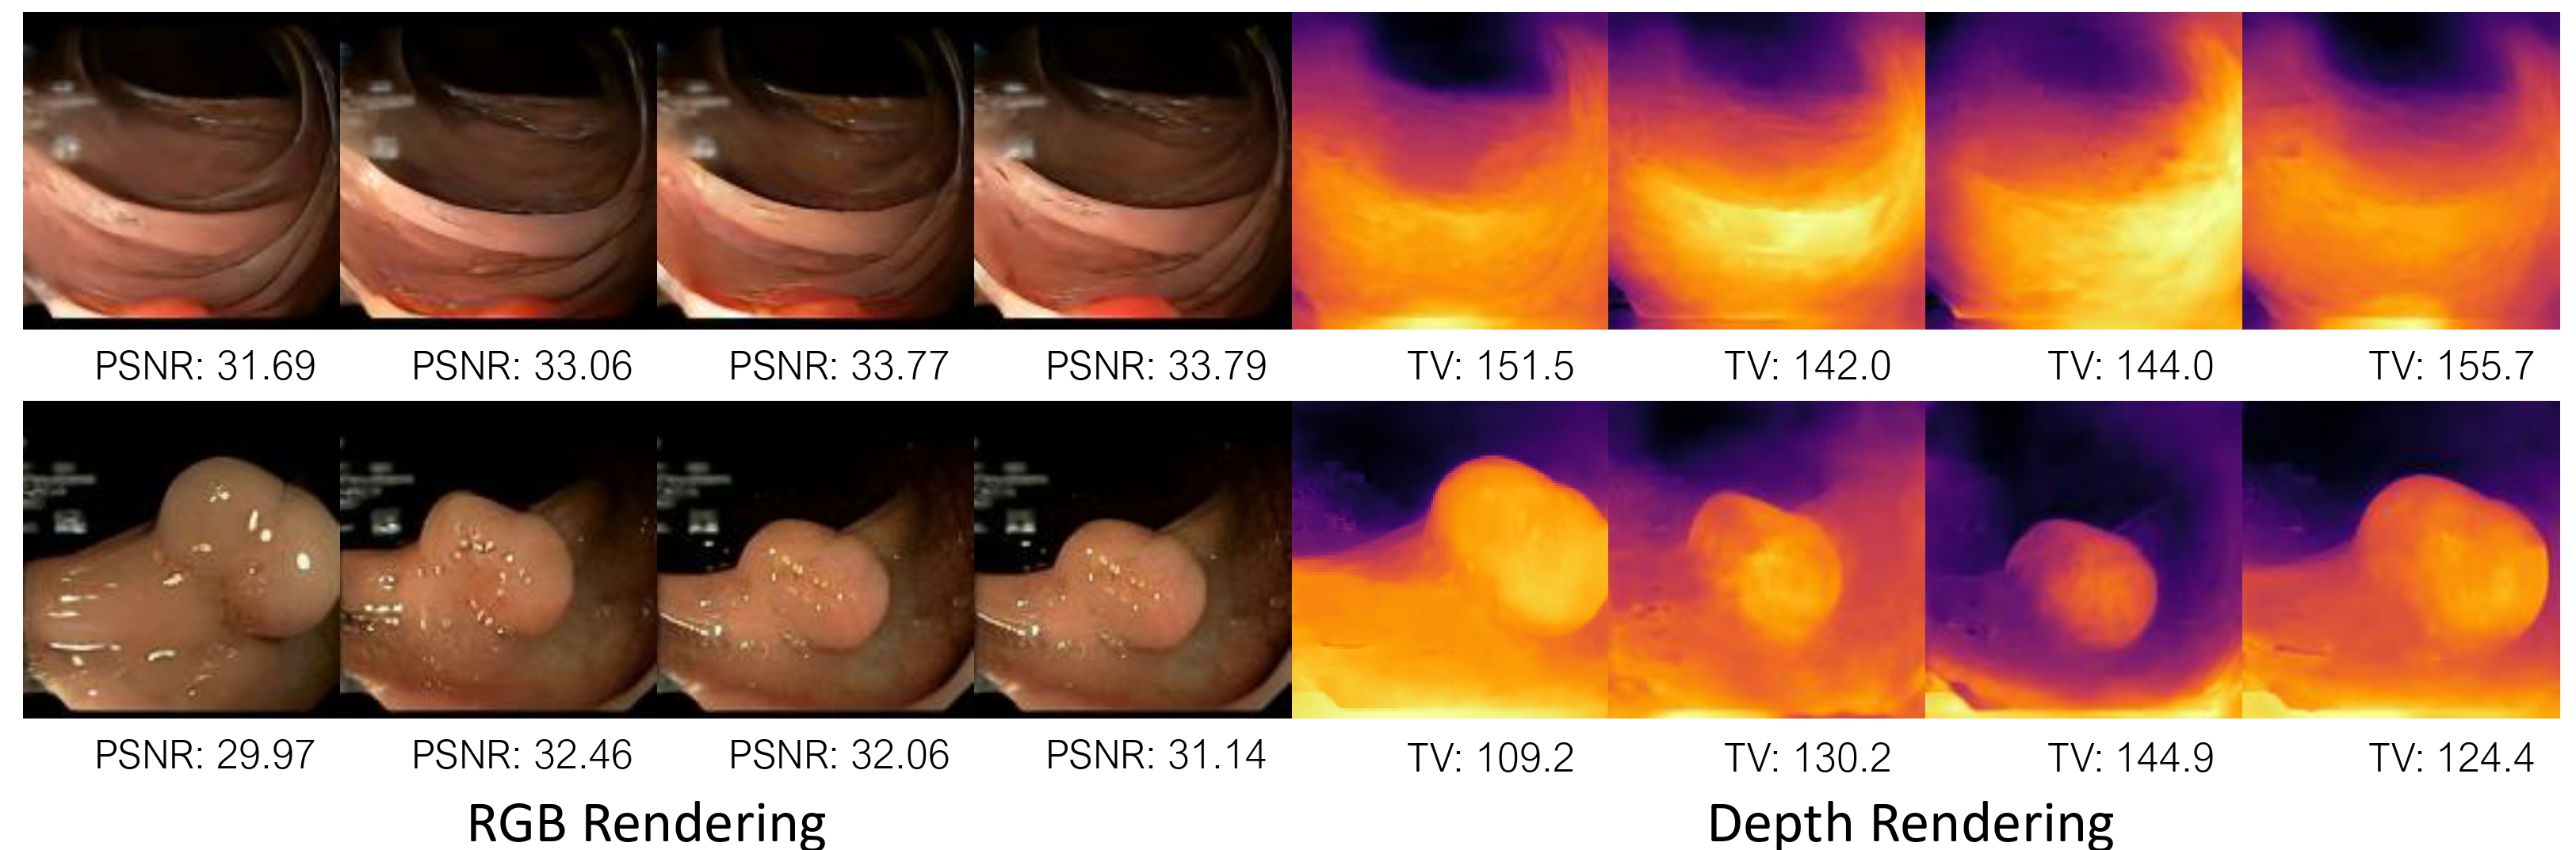 PSNR: 31.69 PSNR: 33.06 PSNR: 33.77 PSNR: 33.79 TV: 151.5 TV: 142.0 TV: 144.0 TV: 155.7
PSNR: 29.97 PSNR: 32.46 PSNR: 32.06 PSNR: 31.14 TV: 109.2 TV: 130.2 TV: 144.9 TV: 124.4
RGB Rendering Depth Rendering